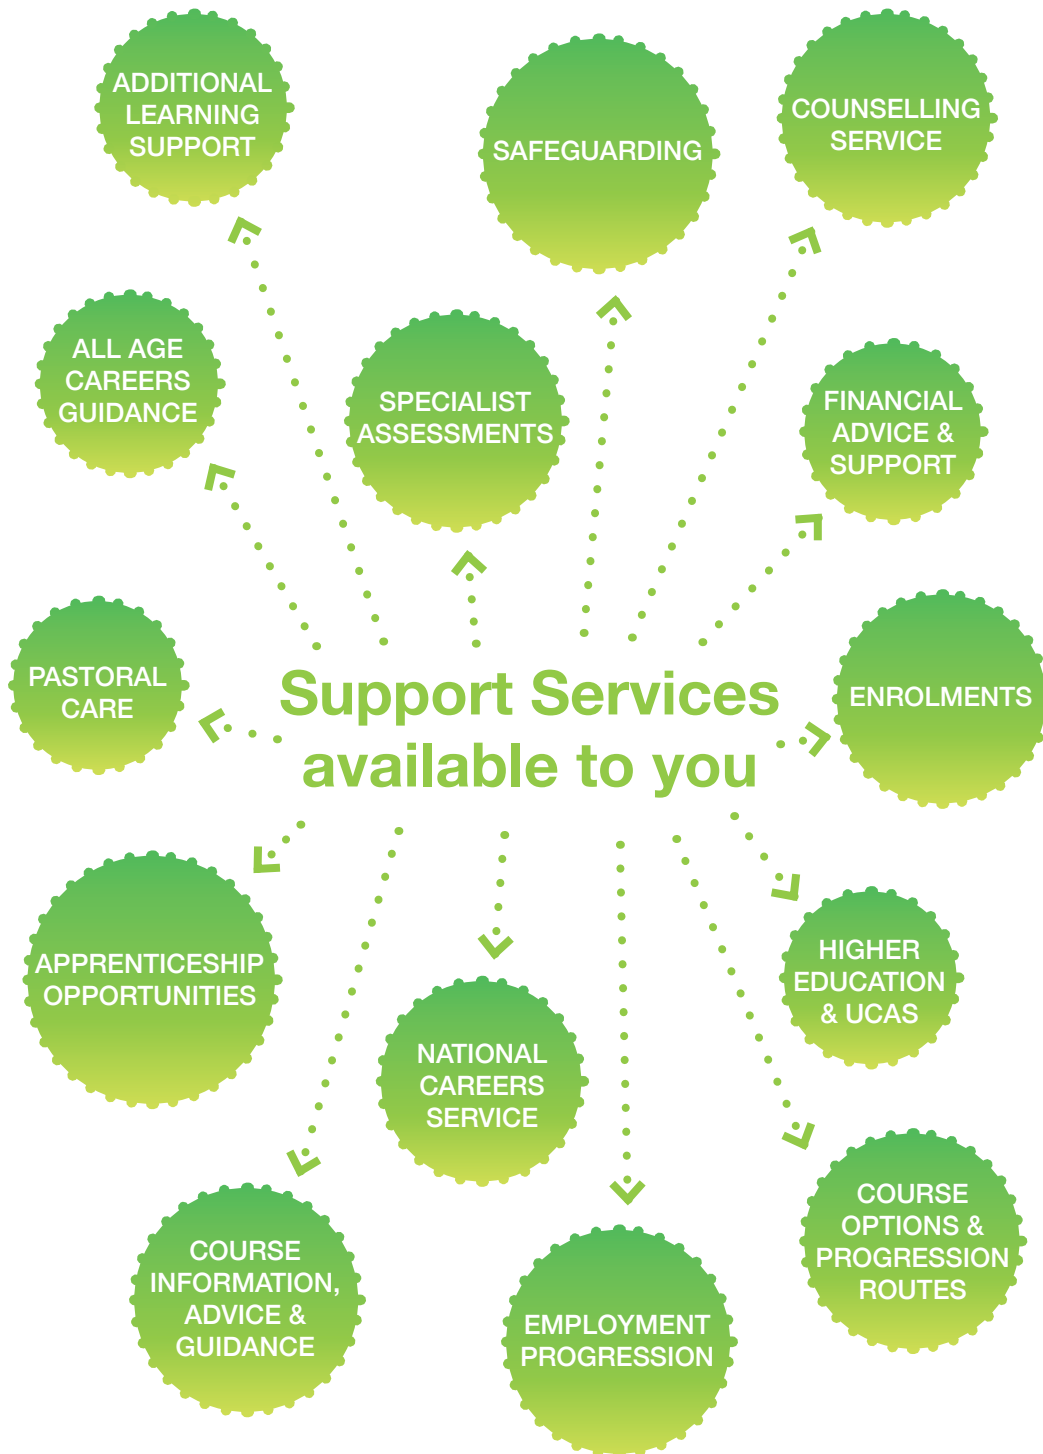 ADDITIONAL
LEARNING
SUPPORT
SAFEGUARDING
COUNSELLING
SERVICE
ALL AGE
CAREERS
GUIDANCE
SPECIALIST
ASSESSMENTS
FINANCIAL
ADVICE &
SUPPORT
PASTORAL
CARE
Support Services
available to you
ENROLMENTS
APPRENTICESHIP
OPPORTUNITIES
NATIONAL
CAREERS
SERVICE
HIGHER
EDUCATION
& UCAS
COURSE
INFORMATION,
ADVICE &
GUIDANCE
EMPLOYMENT
PROGRESSION
COURSE
OPTIONS &
PROGRESSION
ROUTES